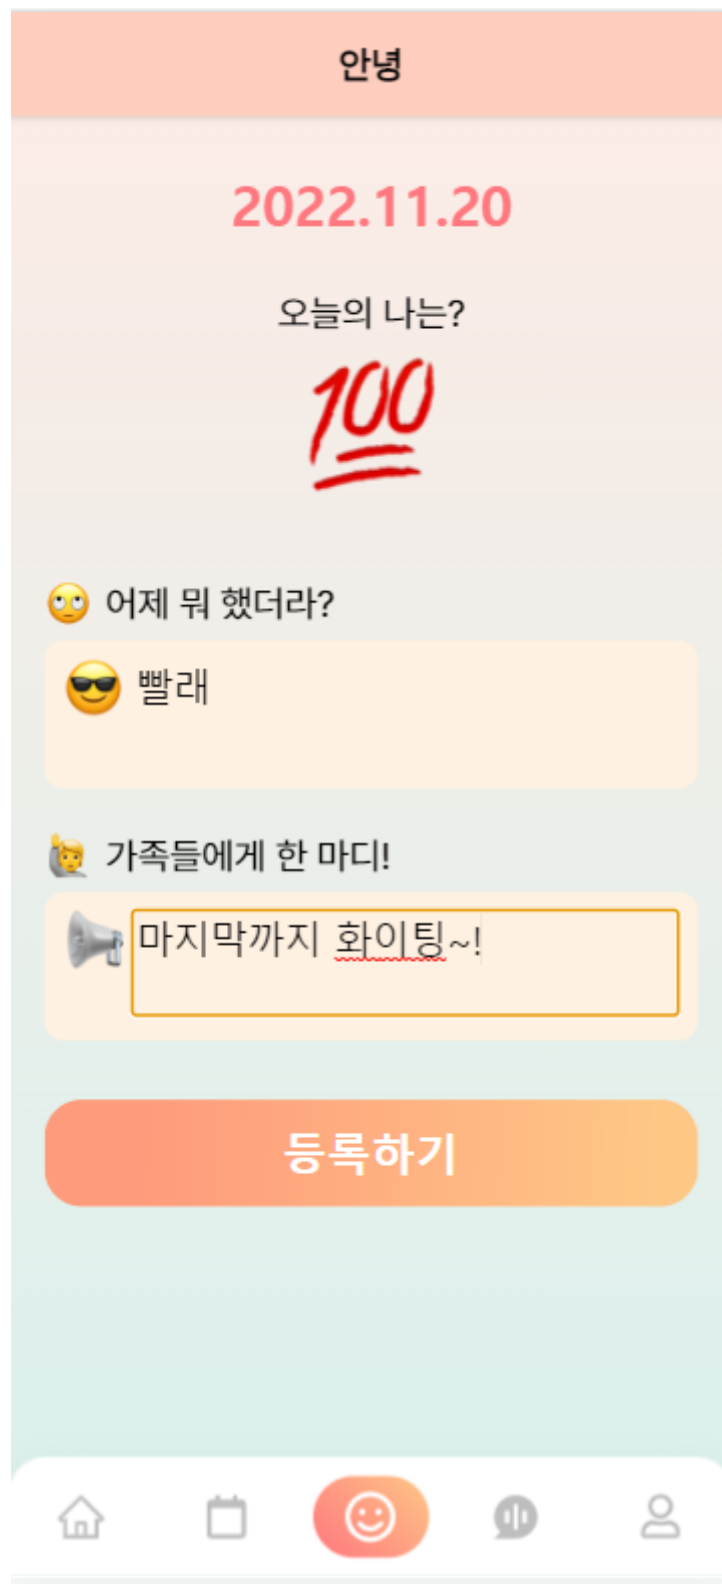 안녕
2022.11.20
오늘의 나는?
💯
🙄 어제 뭐 했더라?
😎 빨래
🙋 가족들에게 한 마디!
📢 마지막까지 화이팅~!
등록하기